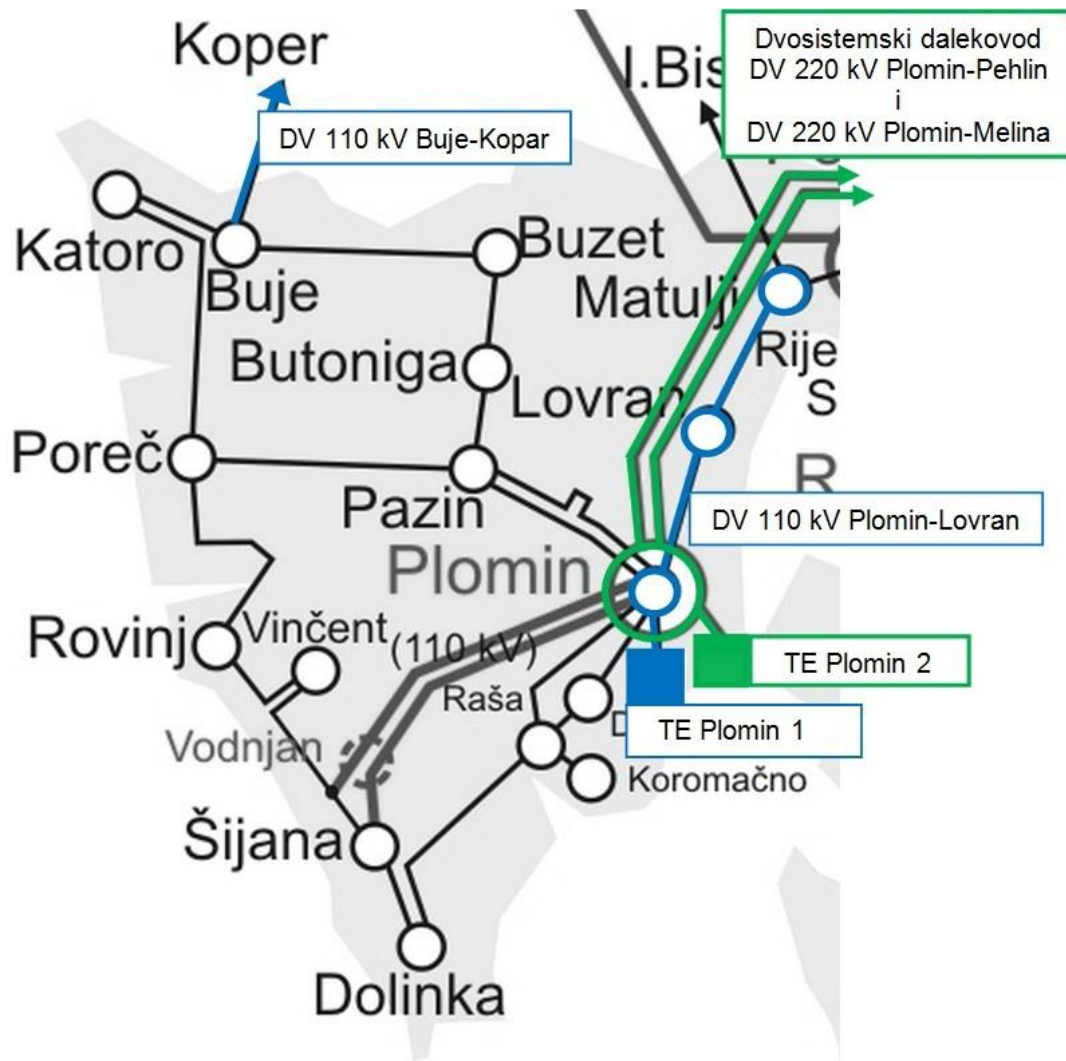 Koper
I.Bis
Dvosistemski dalekovod
DV 220 kV Plomin-Pehlin
i
DV 220 kV Plomin-Melina
DV 110 kV Buje-Kopar
Katoro
Buje
Buzet
Matulji
Butoniga
Lovran
Rije
S
Poreč
Pazin
R
DV 110 kV Plomin-Lovran
Plomin
Rovinj
Vinčent
(110 kV)
Raša
TE Plomin 2
D
TE Plomin 1
Vodnjan
Koromačno
Šijana
Dolinka